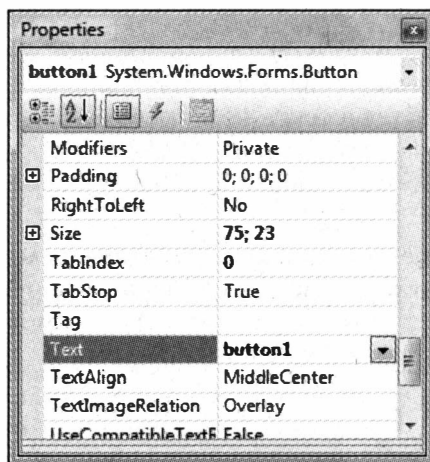 Properties
button1 System.Windows.Forms.Button
Modifiers Private
Padding 0; 0; 0; 0
RightToLeft No
Size 75; 23
TabIndex 0
TabStop True
Tag
Text button1
TextAlign MiddleCenter
TextImageRelation Overlay
False